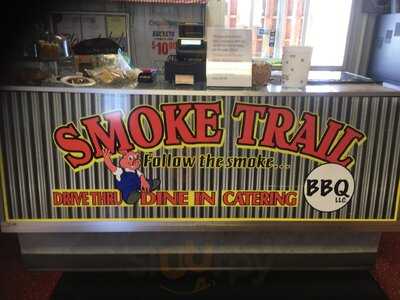 $10
SMOKE TRAIL
Follow the smoke...
DRIVE THRU DINE IN CATERING
BBQ
LLC